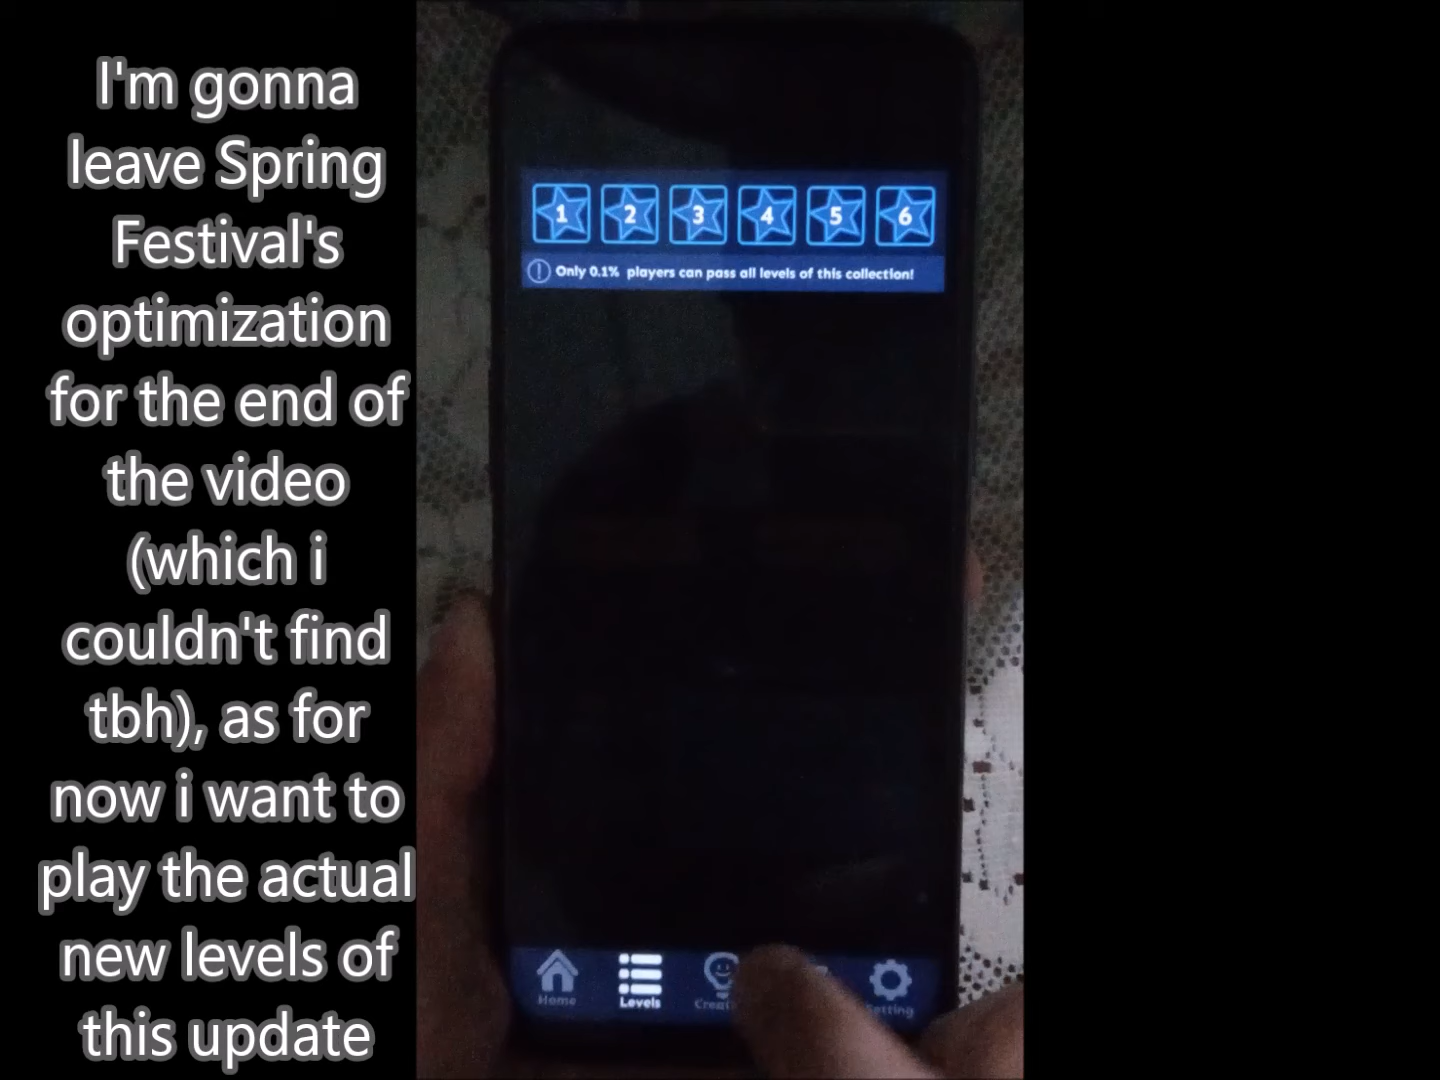 I'm gonna
leave Spring
Festival's
optimization
for the end of
the video
(which i
couldn't find
tbh), as for
now i want to
play the actual
new levels of
this update
1 2 3 4 5 6
Only 0.1% players can pass all levels of this collection!
Home Levels Setting